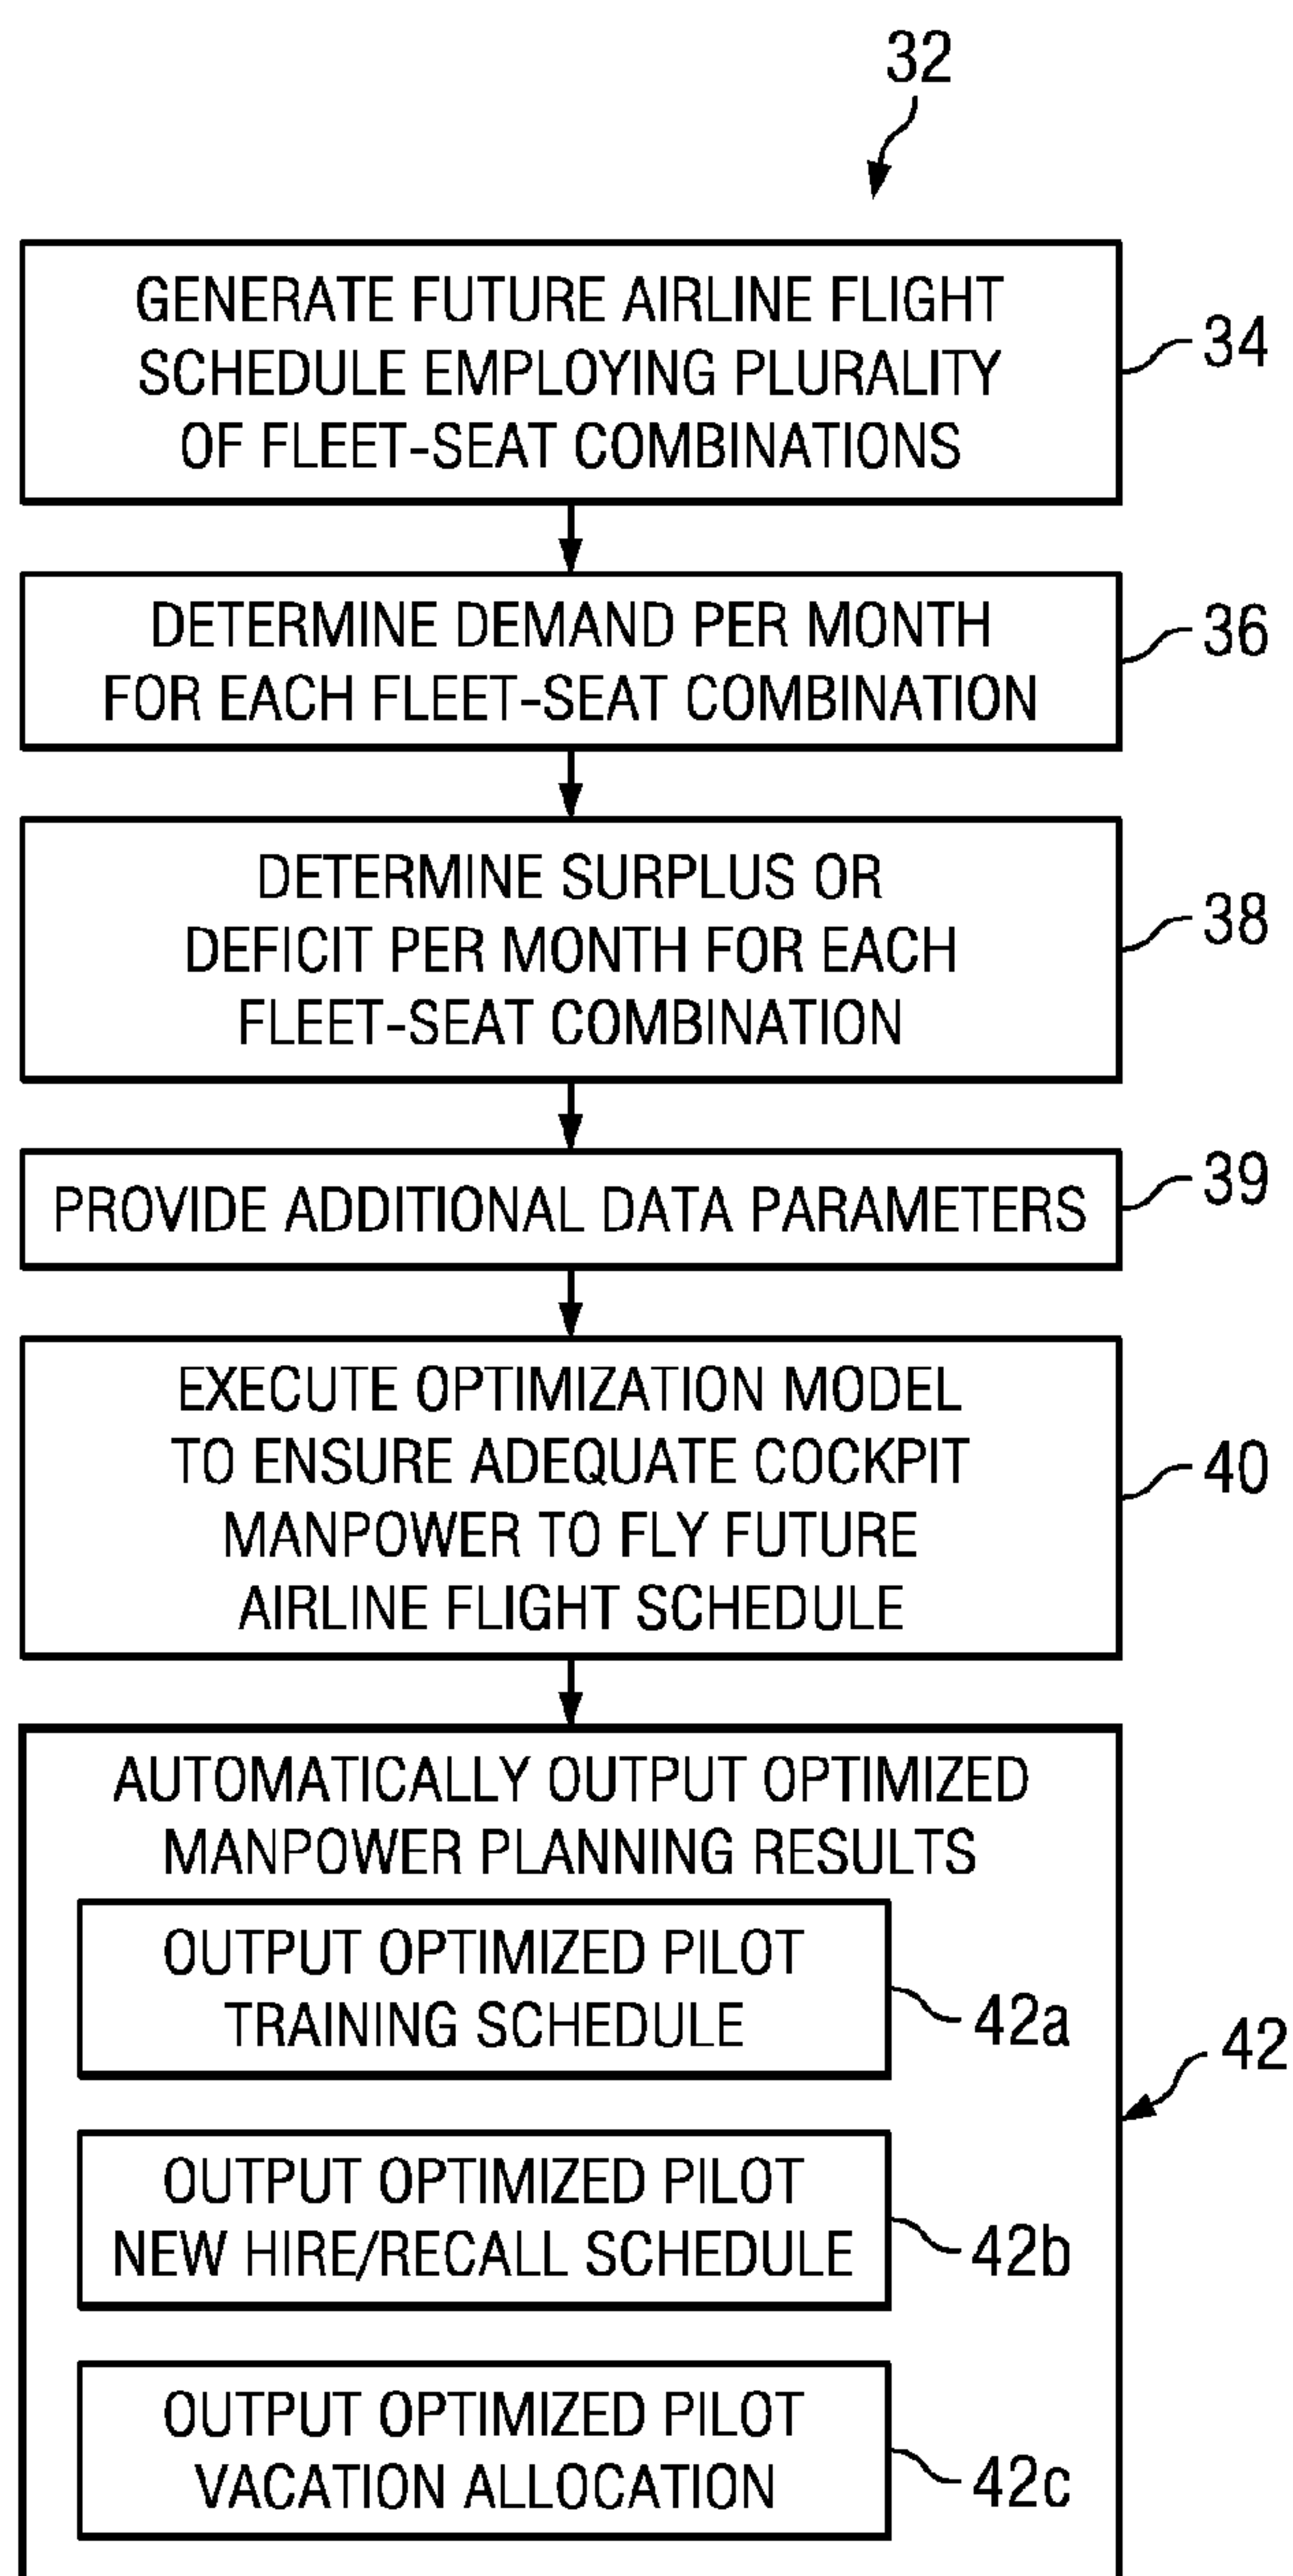 32
GENERATE FUTURE AIRLINE FLIGHT
SCHEDULE EMPLOYING PLURALITY
OF FLEET-SEAT COMBINATIONS
34
DETERMINE DEMAND PER MONTH
FOR EACH FLEET-SEAT COMBINATION
36
DETERMINE SURPLUS OR
DEFICIT PER MONTH FOR EACH
FLEET-SEAT COMBINATION
38
PROVIDE ADDITIONAL DATA PARAMETERS
39
EXECUTE OPTIMIZATION MODEL
TO ENSURE ADEQUATE COCKPIT
MANPOWER TO FLY FUTURE
AIRLINE FLIGHT SCHEDULE
40
AUTOMATICALLY OUTPUT OPTIMIZED
MANPOWER PLANNING RESULTS
42
OUTPUT OPTIMIZED PILOT
TRAINING SCHEDULE
42a
OUTPUT OPTIMIZED PILOT
NEW HIRE/RECALL SCHEDULE
42b
OUTPUT OPTIMIZED PILOT
VACATION ALLOCATION
42c